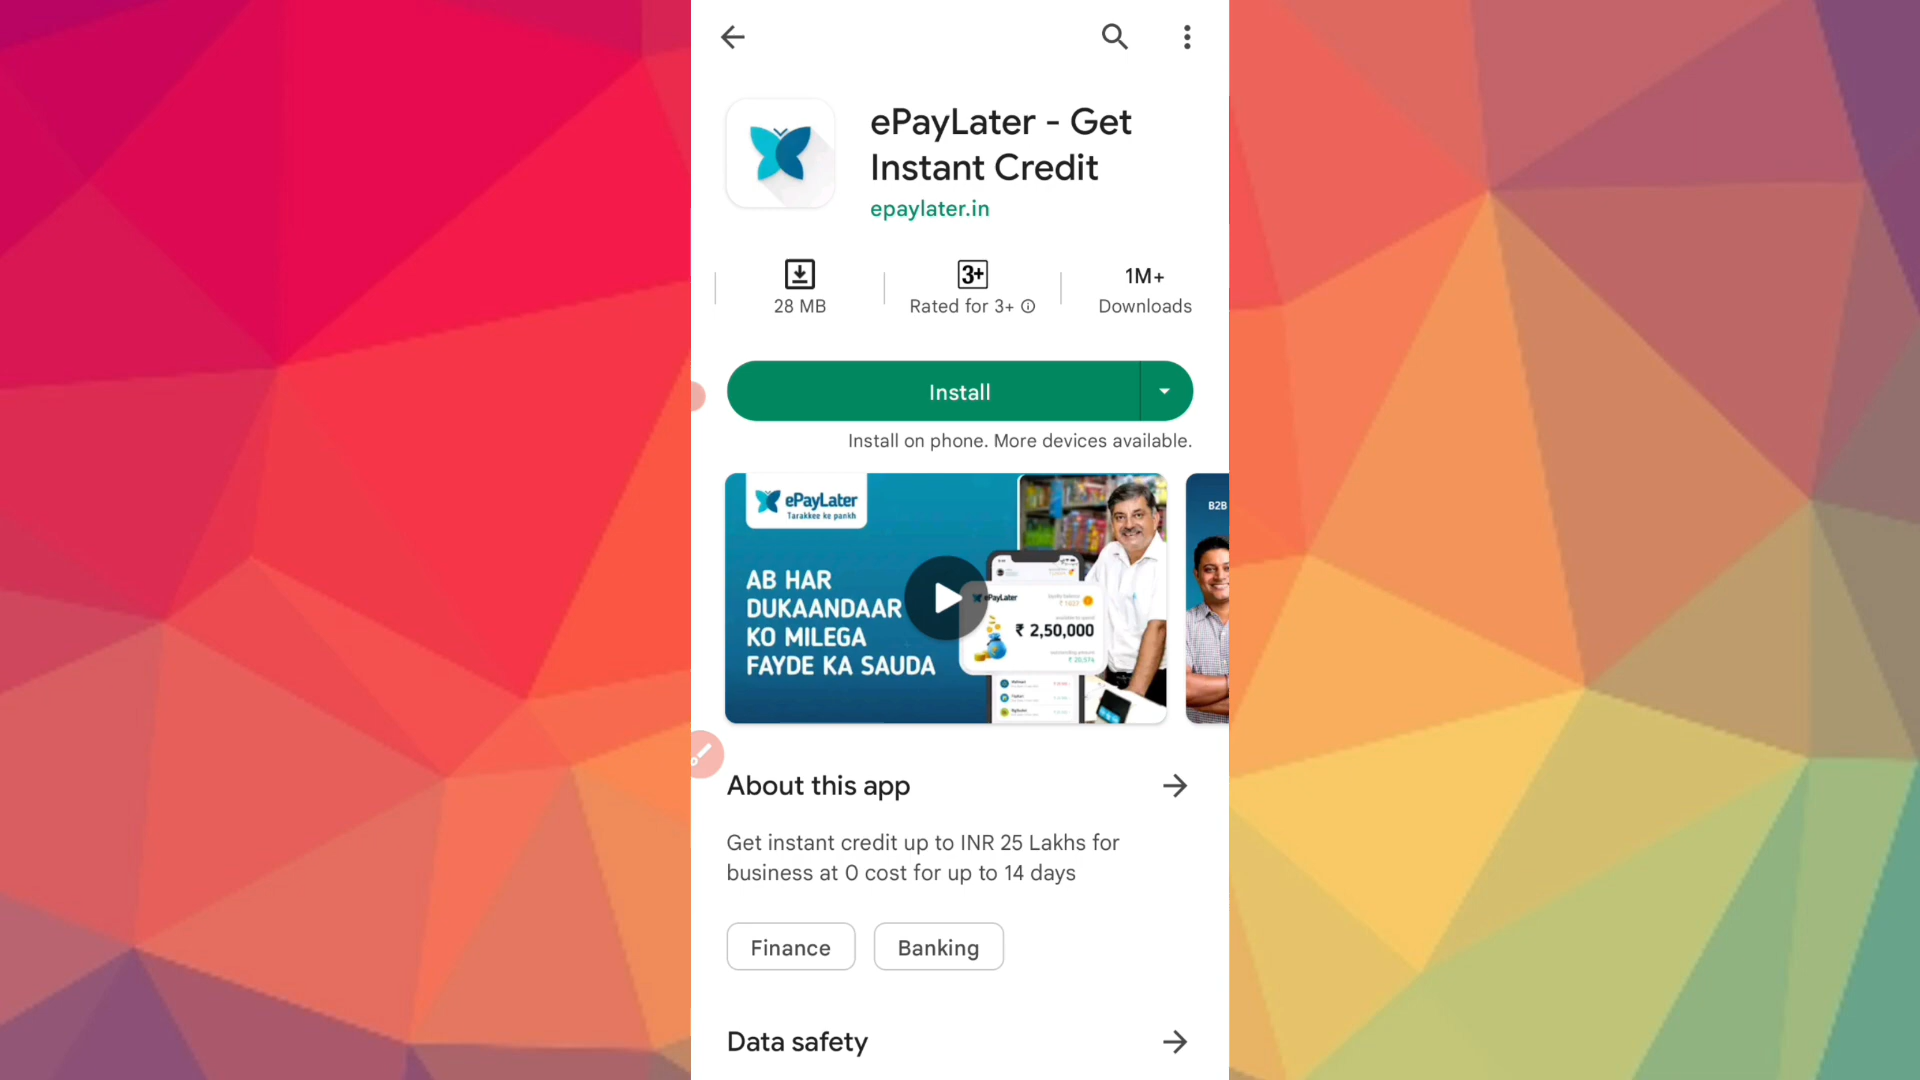 ePayLater - Get
Instant Credit
epaylater.in
28 MB
3+
Rated for 3+
1M+
Downloads
Install
Install on phone. More devices available.
ePayLater
Tarakkee ke pankh
AB HAR
DUKAANDAAR
KO MILEGA
FAYDE KA SAUDA
ePayLater
₹ 2,50,000
B2B
About this app
Get instant credit up to INR 25 Lakhs for
business at 0 cost for up to 14 days
Finance
Banking
Data safety